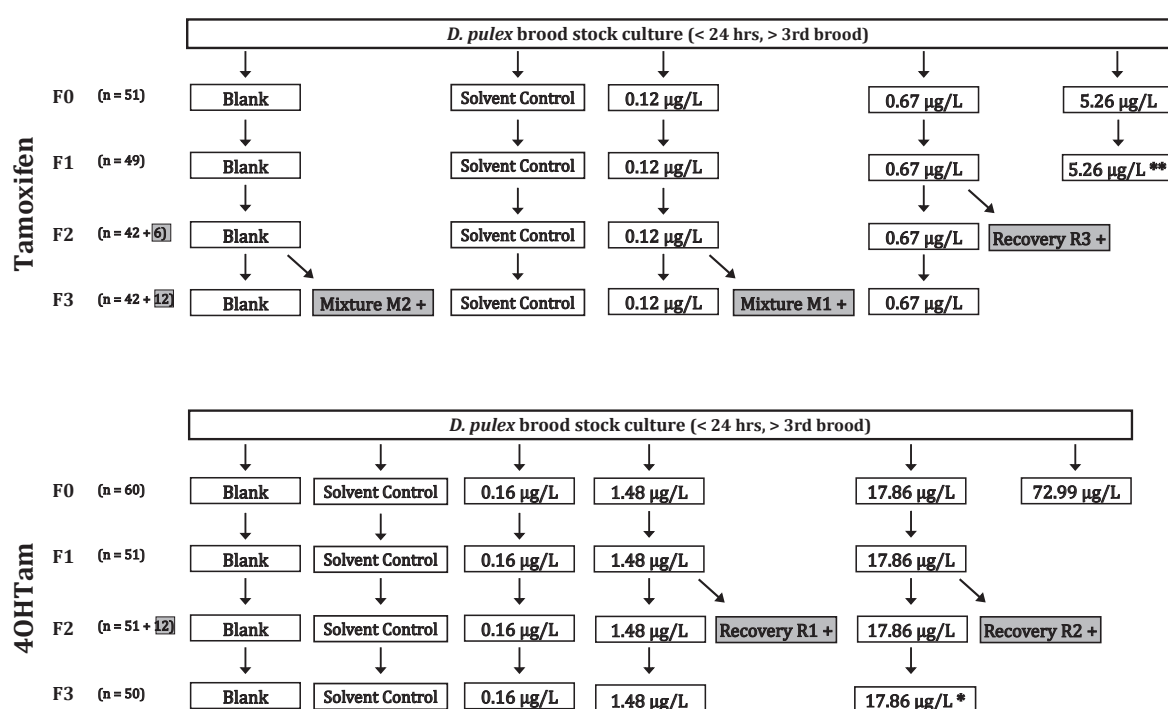 D. pulex brood stock culture (< 24 hrs, > 3rd brood)
Tamoxifen
F0 (n = 51) Blank Solvent Control 0.12 µg/L 0.67 µg/L 5.26 µg/L
F1 (n = 49) Blank Solvent Control 0.12 µg/L 0.67 µg/L 5.26 µg/L **
F2 (n = 42 + 6) Blank Solvent Control 0.12 µg/L 0.67 µg/L Recovery R3 +
F3 (n = 42 + 12) Blank Mixture M2 + Solvent Control 0.12 µg/L Mixture M1 + 0.67 µg/L
D. pulex brood stock culture (< 24 hrs, > 3rd brood)
4OHTam
F0 (n = 60) Blank Solvent Control 0.16 µg/L 1.48 µg/L 17.86 µg/L 72.99 µg/L
F1 (n = 51) Blank Solvent Control 0.16 µg/L 1.48 µg/L 17.86 µg/L
F2 (n = 51 + 12) Blank Solvent Control 0.16 µg/L 1.48 µg/L Recovery R1 + 17.86 µg/L Recovery R2 +
F3 (n = 50) Blank Solvent Control 0.16 µg/L 1.48 µg/L 17.86 µg/L *